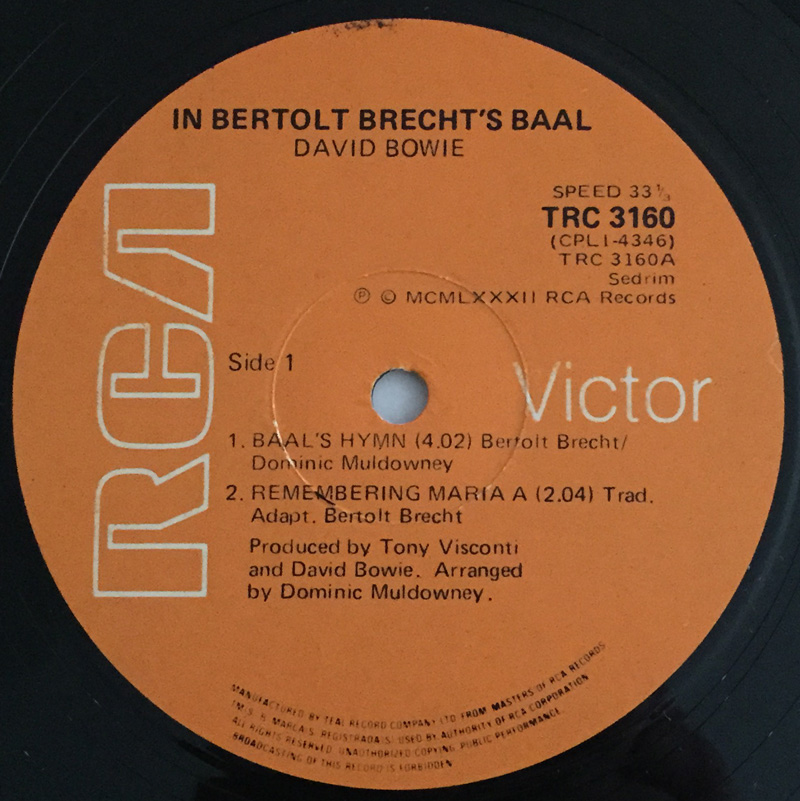 IN BERTOLT BRECHT'S BAAL
DAVID BOWIE
SPEED 33 ⅓
TRC 3160
(CPL1-4346)
TRC 3160A
Sedrim
Ⓟ © MCMLXXXII RCA Records
RCA
Side 1
Victor
1. BAAL'S HYMN (4.02) Bertolt Brecht/
Dominic Muldowney
2. REMEMBERING MARIA A (2.04) Trad.
Adapt. Bertolt Brecht
Produced by Tony Visconti
and David Bowie. Arranged
by Dominic Muldowney.
MANUFACTURED BY TEAL RECORD COMPANY LTD FROM MASTERS OF RCA RECORDS
TM.S. & MARCA.S. REGISTRADA(S) USED BY AUTHORITY OF RCA CORPORATION
ALL RIGHTS RESERVED. UNAUTHORIZED COPYING, PUBLIC PERFORMANCE,
BROADCASTING OF THIS RECORD IS FORBIDDEN